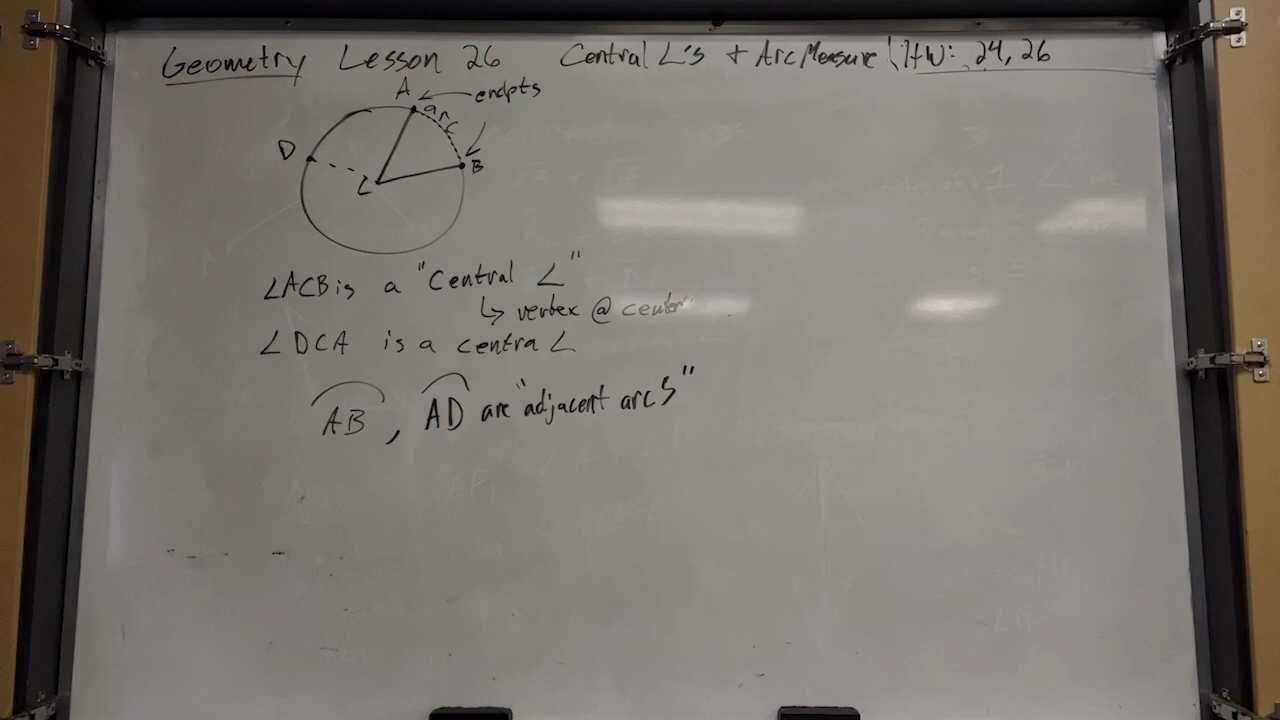 Geometry Lesson 26 Central ∠'s + Arc Measure HW: 24, 26
A endpts
arc
D
B
C
∠ACB is a "Central ∠"
↳ vertex @ center
∠DCA is a central ∠
AB, AD are "adjacent arcs"